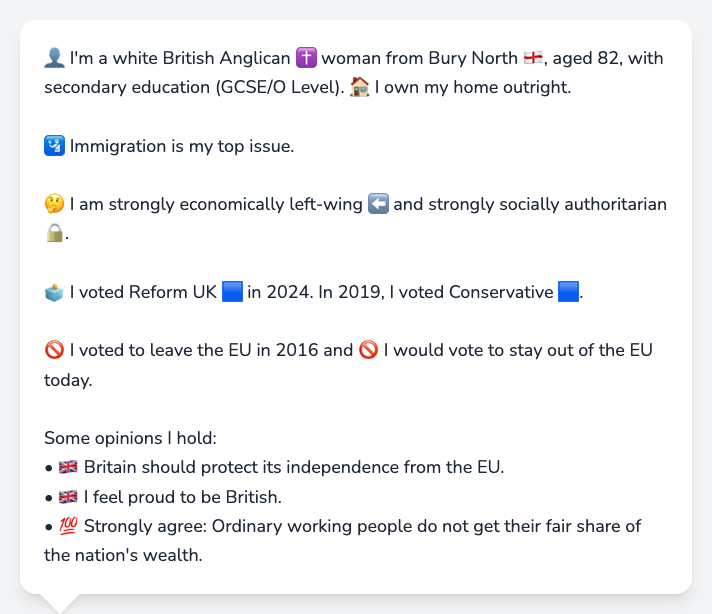 👤 I'm a white British Anglican ✝️ woman from Bury North 🏴󠁧󠁢󠁥󠁮󠁧󠁿, aged 82, with
secondary education (GCSE/O Level). 🏠 I own my home outright.
🛂 Immigration is my top issue.
🤔 I am strongly economically left-wing ⬅️ and strongly socially authoritarian
🔒.
🗳️ I voted Reform UK 🟦 in 2024. In 2019, I voted Conservative 🟦.
🚫 I voted to leave the EU in 2016 and 🚫 I would vote to stay out of the EU
today.
Some opinions I hold:
• 🇬🇧 Britain should protect its independence from the EU.
• 🇬🇧 I feel proud to be British.
• 💯 Strongly agree: Ordinary working people do not get their fair share of
the nation's wealth.